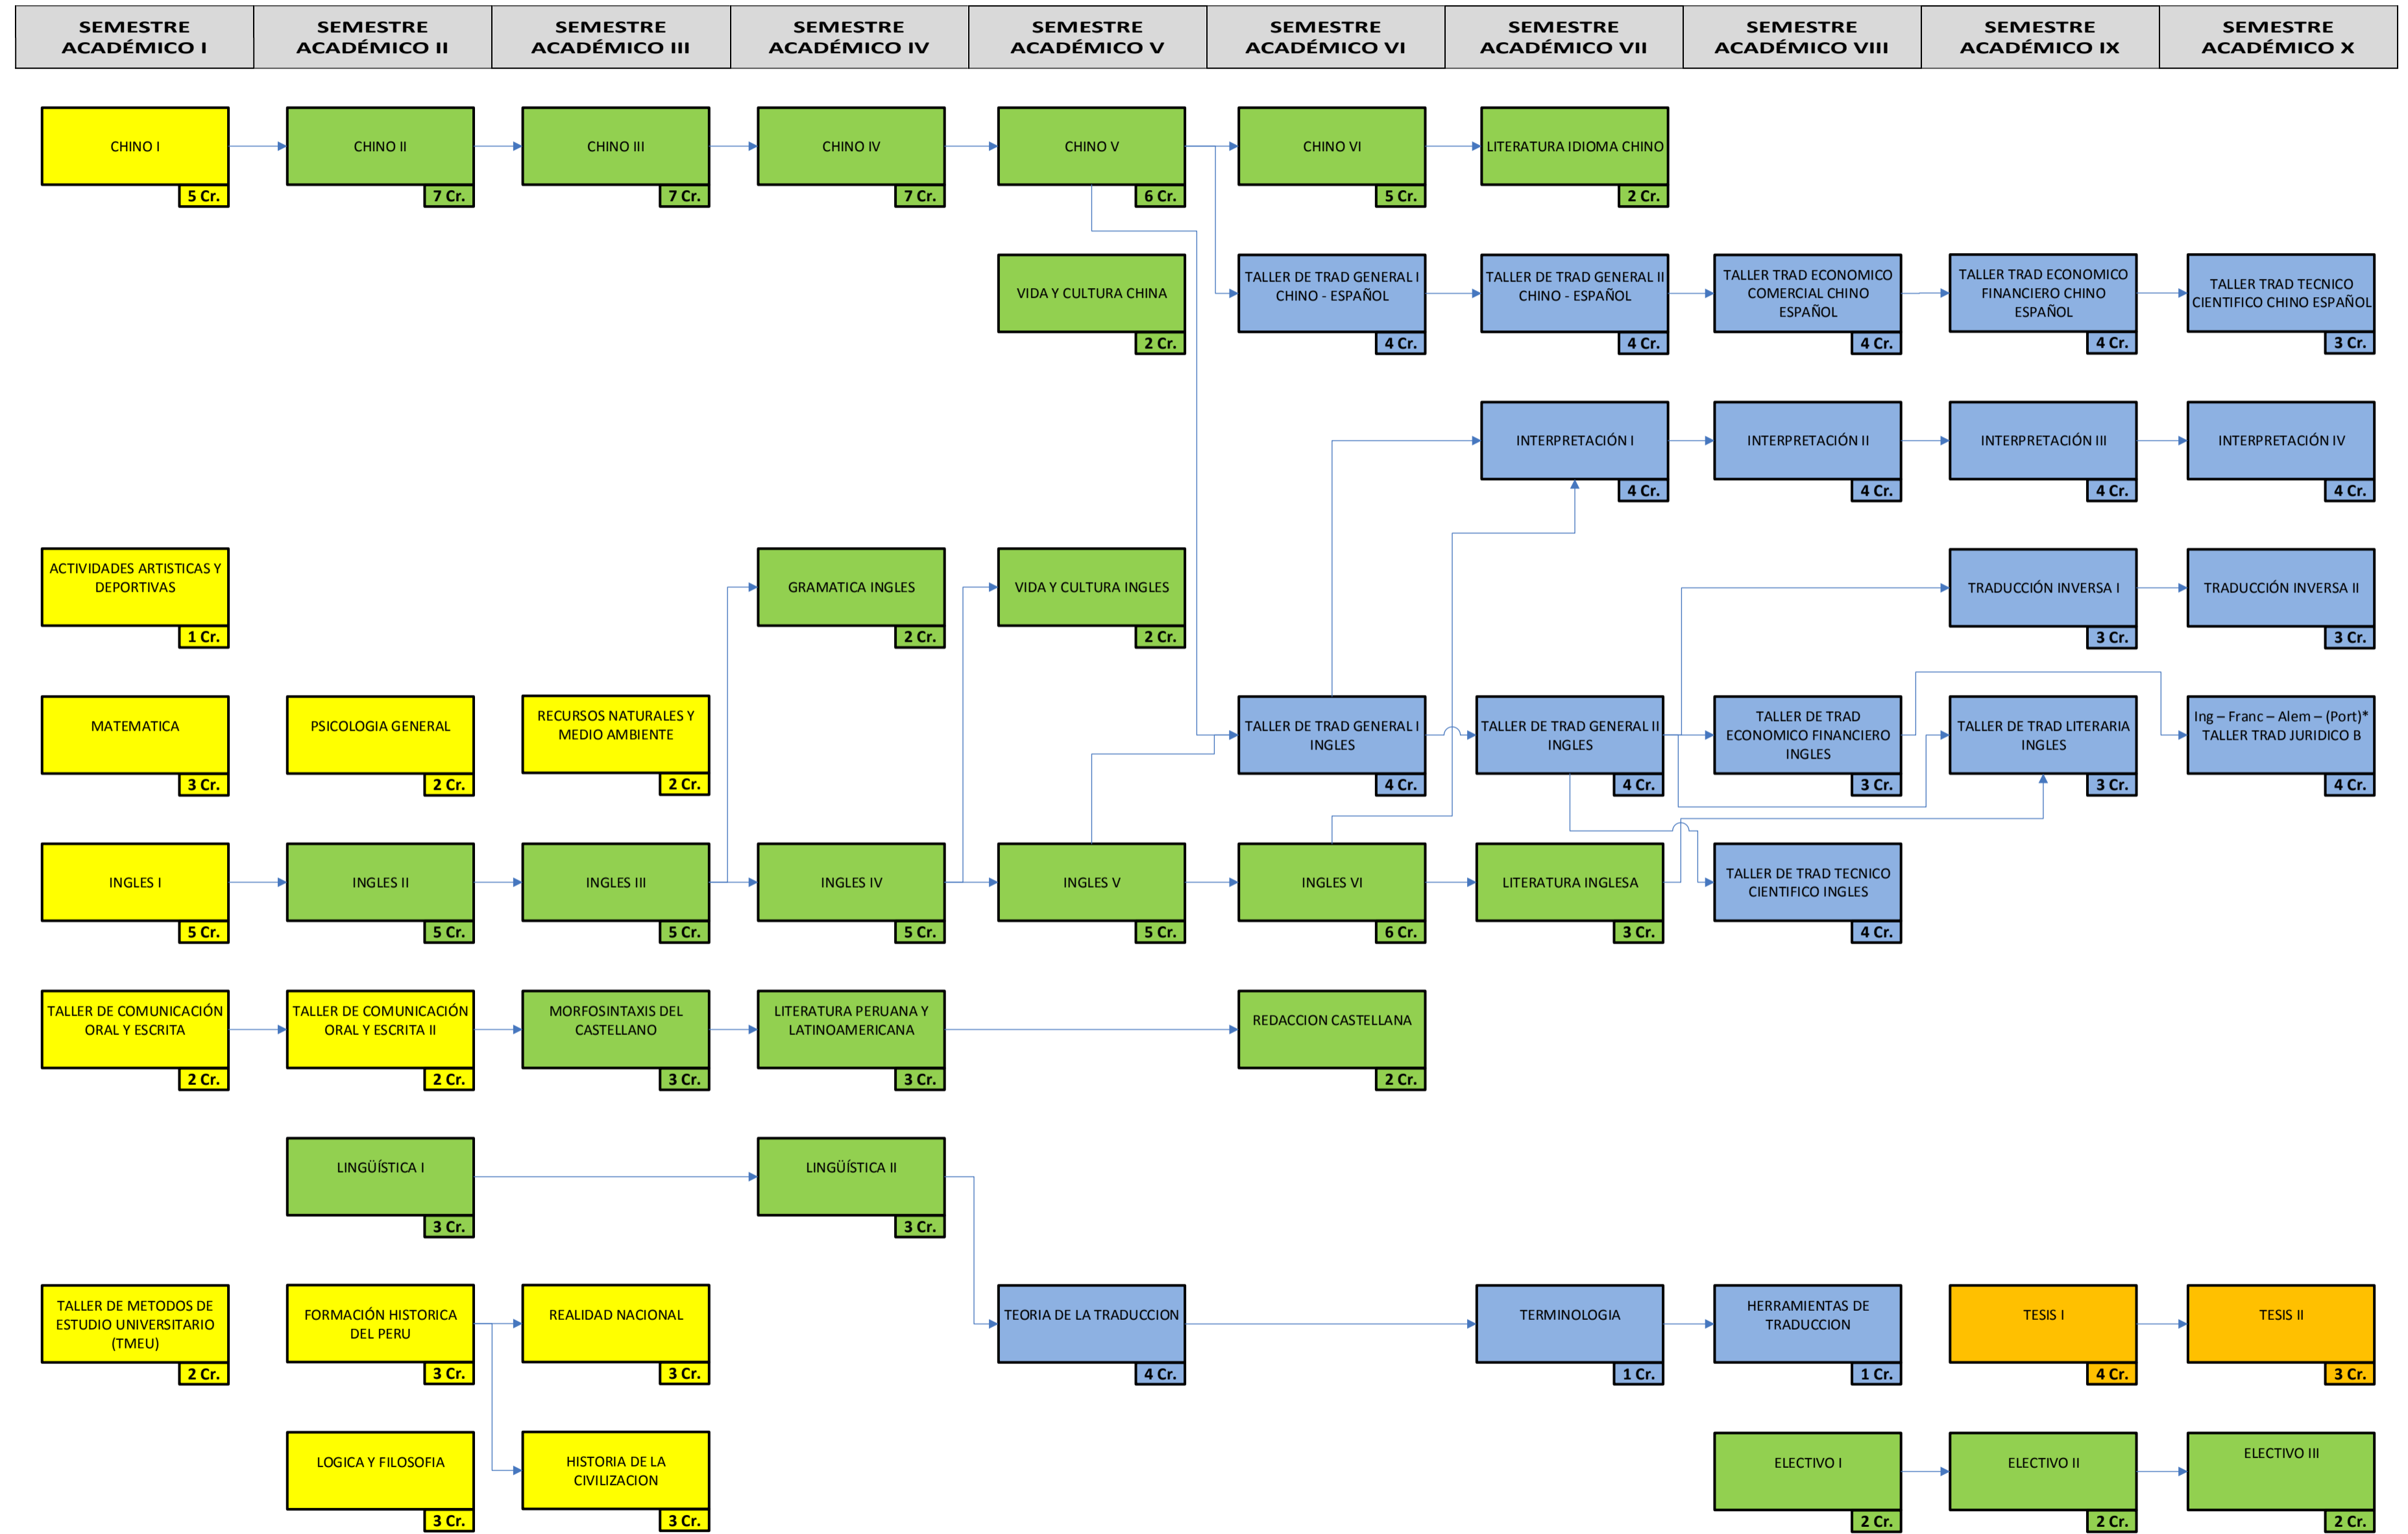 SEMESTRE
ACADÉMICO I
SEMESTRE
ACADÉMICO II
SEMESTRE
ACADÉMICO III
SEMESTRE
ACADÉMICO IV
SEMESTRE
ACADÉMICO V
SEMESTRE
ACADÉMICO VI
SEMESTRE
ACADÉMICO VII
SEMESTRE
ACADÉMICO VIII
SEMESTRE
ACADÉMICO IX
SEMESTRE
ACADÉMICO X
CHINO I
5 Cr.
CHINO II
7 Cr.
CHINO III
7 Cr.
CHINO IV
7 Cr.
CHINO V
6 Cr.
CHINO VI
5 Cr.
LITERATURA IDIOMA CHINO
2 Cr.
VIDA Y CULTURA CHINA
2 Cr.
TALLER DE TRAD GENERAL I
CHINO - ESPAÑOL
4 Cr.
TALLER DE TRAD GENERAL II
CHINO - ESPAÑOL
4 Cr.
TALLER TRAD ECONOMICO
COMERCIAL CHINO
ESPAÑOL
4 Cr.
TALLER TRAD ECONOMICO
FINANCIERO CHINO
ESPAÑOL
4 Cr.
TALLER TRAD TECNICO
CIENTIFICO CHINO ESPAÑOL
3 Cr.
INTERPRETACIÓN I
4 Cr.
INTERPRETACIÓN II
4 Cr.
INTERPRETACIÓN III
4 Cr.
INTERPRETACIÓN IV
4 Cr.
ACTIVIDADES ARTISTICAS Y
DEPORTIVAS
1 Cr.
GRAMATICA INGLES
2 Cr.
VIDA Y CULTURA INGLES
2 Cr.
TRADUCCIÓN INVERSA I
3 Cr.
TRADUCCIÓN INVERSA II
3 Cr.
MATEMATICA
3 Cr.
PSICOLOGIA GENERAL
2 Cr.
RECURSOS NATURALES Y
MEDIO AMBIENTE
2 Cr.
TALLER DE TRAD GENERAL I
INGLES
4 Cr.
TALLER DE TRAD GENERAL II
INGLES
4 Cr.
TALLER DE TRAD
ECONOMICO FINANCIERO
INGLES
3 Cr.
TALLER DE TRAD LITERARIA
INGLES
3 Cr.
Ing – Franc – Alem – (Port)*
TALLER TRAD JURIDICO B
4 Cr.
INGLES I
5 Cr.
INGLES II
5 Cr.
INGLES III
5 Cr.
INGLES IV
5 Cr.
INGLES V
5 Cr.
INGLES VI
6 Cr.
LITERATURA INGLESA
3 Cr.
TALLER DE TRAD TECNICO
CIENTIFICO INGLES
4 Cr.
TALLER DE COMUNICACIÓN
ORAL Y ESCRITA
2 Cr.
TALLER DE COMUNICACIÓN
ORAL Y ESCRITA II
2 Cr.
MORFOSINTAXIS DEL
CASTELLANO
3 Cr.
LITERATURA PERUANA Y
LATINOAMERICANA
3 Cr.
REDACCION CASTELLANA
2 Cr.
LINGÜÍSTICA I
3 Cr.
LINGÜÍSTICA II
3 Cr.
TALLER DE METODOS DE
ESTUDIO UNIVERSITARIO
(TMEU)
2 Cr.
FORMACIÓN HISTORICA
DEL PERU
3 Cr.
REALIDAD NACIONAL
3 Cr.
TEORIA DE LA TRADUCCION
4 Cr.
TERMINOLOGIA
1 Cr.
HERRAMIENTAS DE
TRADUCCION
1 Cr.
TESIS I
4 Cr.
TESIS II
3 Cr.
LOGICA Y FILOSOFIA
3 Cr.
HISTORIA DE LA
CIVILIZACION
3 Cr.
ELECTIVO I
2 Cr.
ELECTIVO II
2 Cr.
ELECTIVO III
2 Cr.